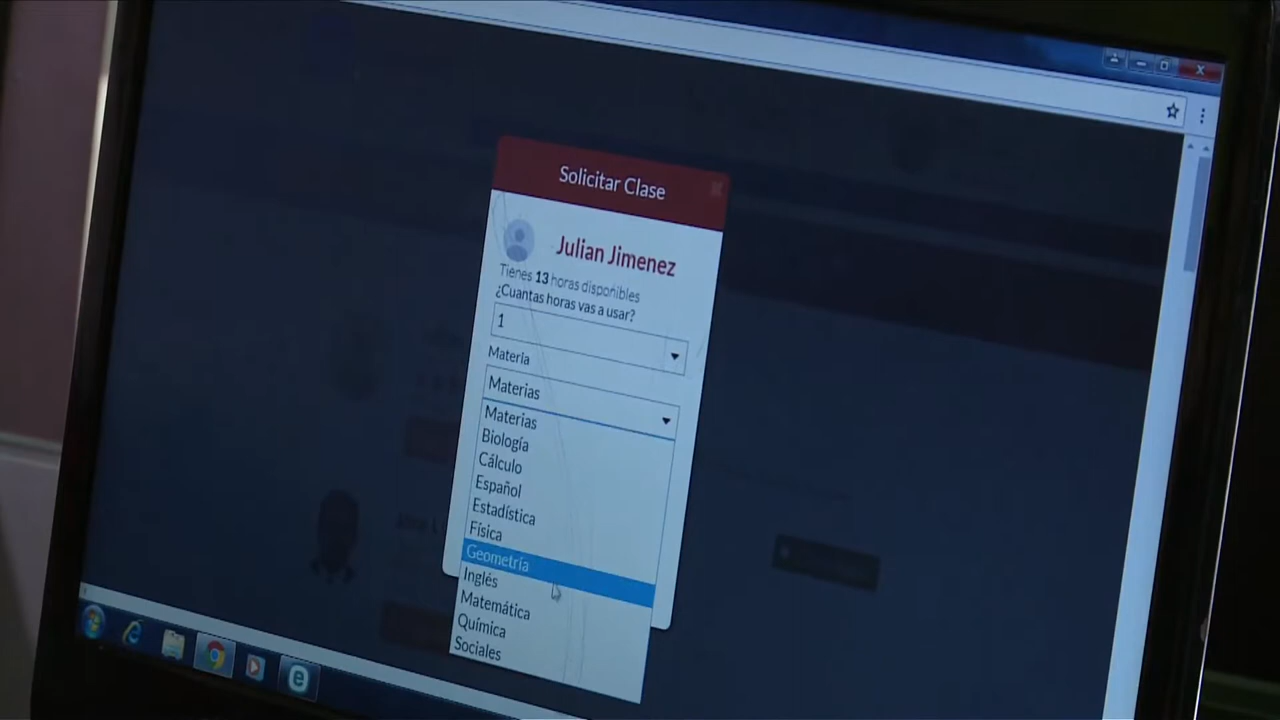 Solicitar Clase
Julian Jimenez
Tienes 13 horas disponibles
¿Cuantas horas vas a usar?
1
Materia
Materias
Materias
Biología
Cálculo
Español
Estadística
Física
Geometría
Inglés
Matemática
Química
Sociales